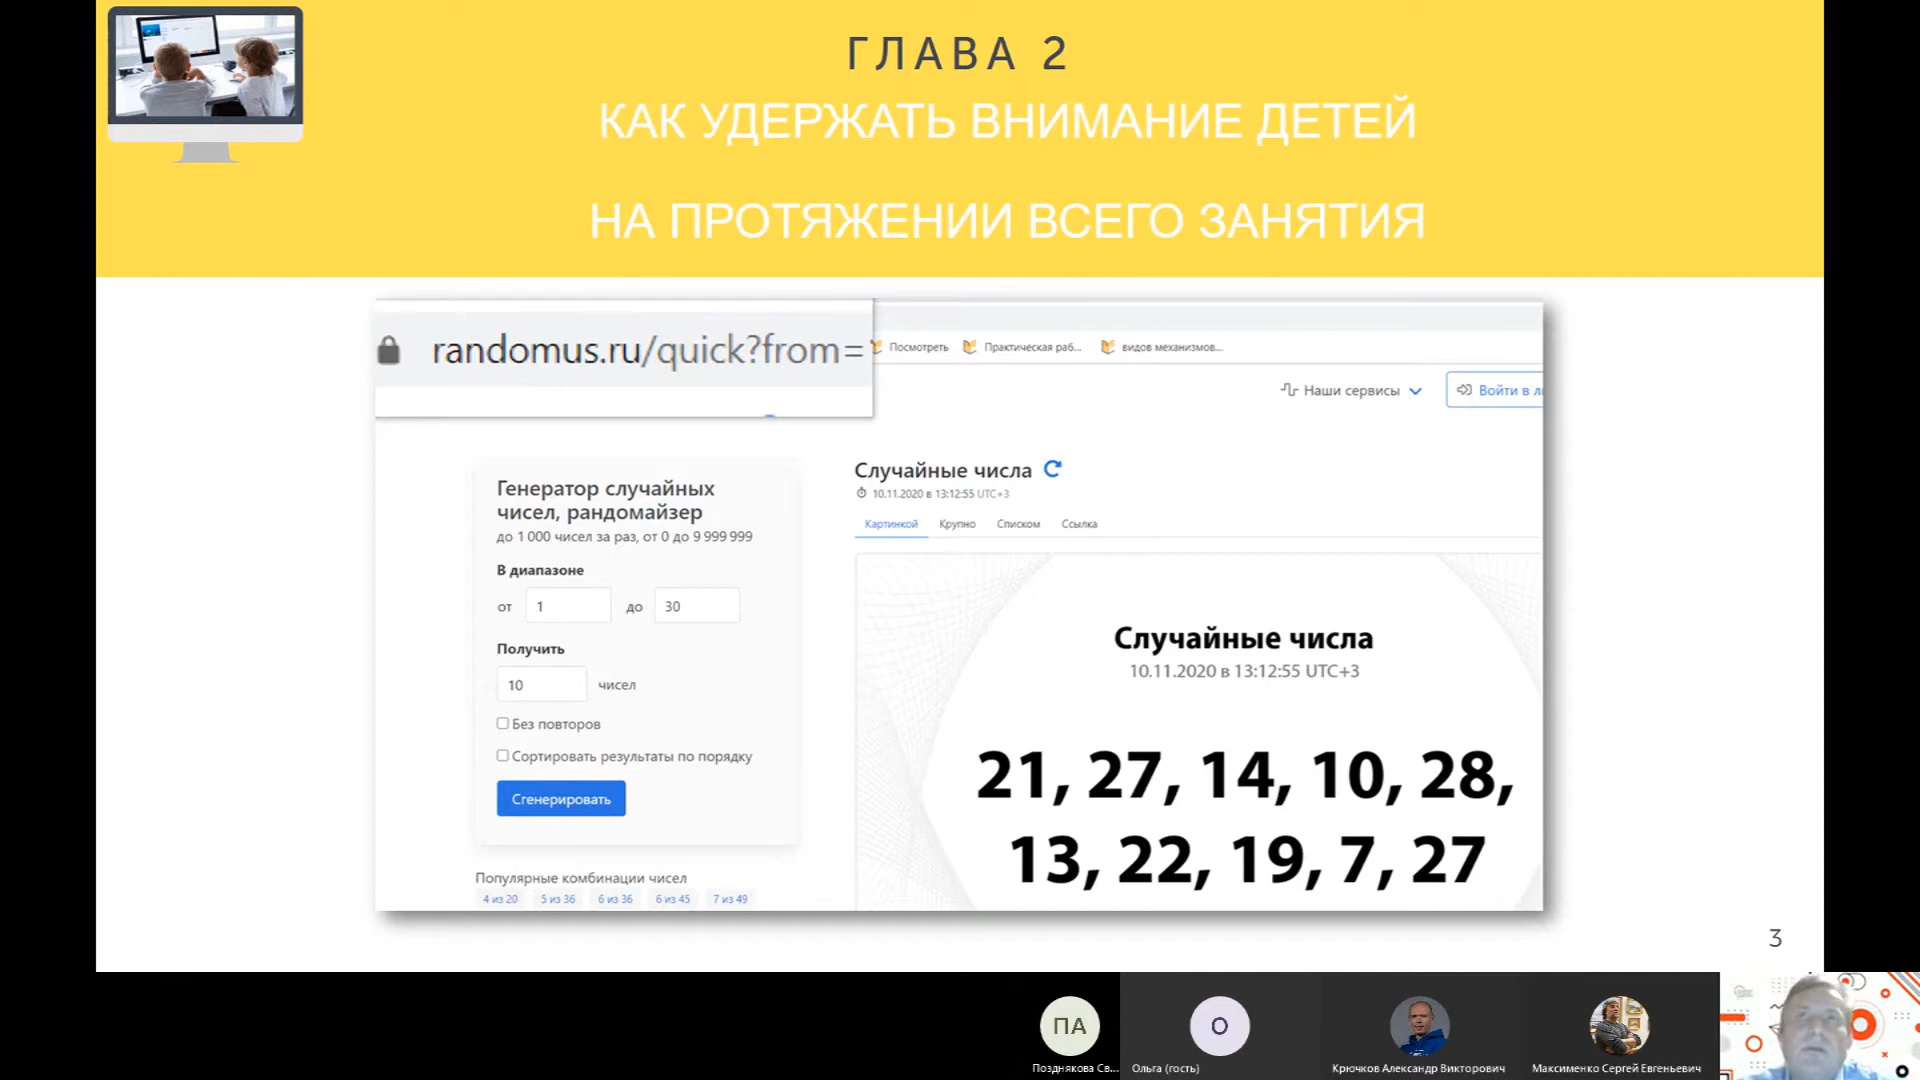 ГЛАВА 2
КАК УДЕРЖАТЬ ВНИМАНИЕ ДЕТЕЙ
НА ПРОТЯЖЕНИИ ВСЕГО ЗАНЯТИЯ
randomus.ru/quick?from=
Посмотреть
Практическая раб...
видов механизмов...
Наши сервисы
Войти в л
Генератор случайных
чисел, рандомайзер
до 1 000 чисел за раз, от 0 до 9 999 999
В диапазоне
от 1 до 30
Получить
10 чисел
Без повторов
Сортировать результаты по порядку
Сгенерировать
Популярные комбинации чисел
4 из 20 5 из 36 6 из 36 6 из 45 7 из 49
Случайные числа
10.11.2020 в 13:12:55 UTC+3
Картинкой Крупно Списком Ссылка
Случайные числа
10.11.2020 в 13:12:55 UTC+3
21, 27, 14, 10, 28,
13, 22, 19, 7, 27
3
ПА
О
Позднякова Св...
Ольга (гость)
Крючков Александр Викторович
Максименко Сергей Евгеньевич